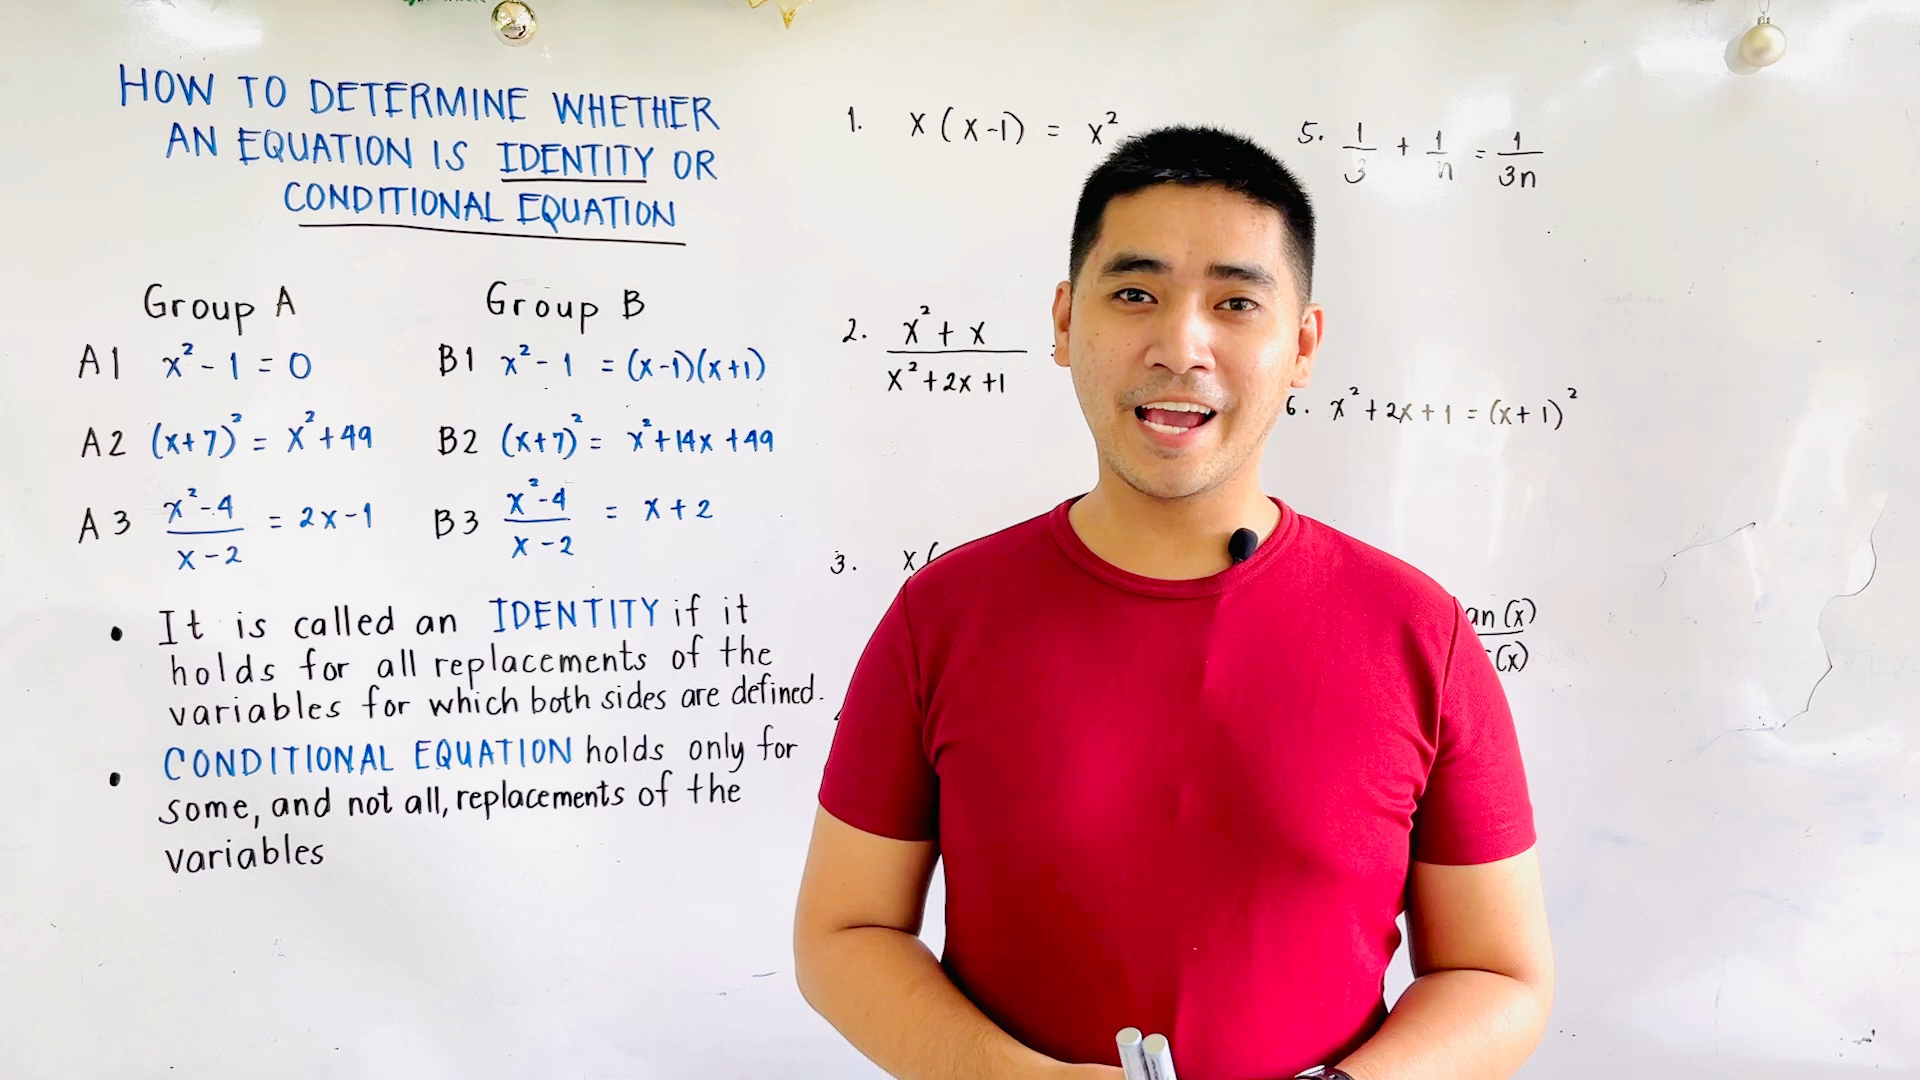 HOW TO DETERMINE WHETHER
AN EQUATION IS IDENTITY OR
CONDITIONAL EQUATION
Group A
A1 x² - 1 = 0
A2 (x+7)² = x² + 49
A3 x² - 4 / x - 2 = 2x - 1
Group B
B1 x² - 1 = (x-1)(x+1)
B2 (x+7)² = x² + 14x + 49
B3 x² - 4 / x - 2 = x + 2
• It is called an IDENTITY if it
holds for all replacements of the
variables for which both sides are defined.
• CONDITIONAL EQUATION holds only for
some, and not all, replacements of the
variables
1. x(x-1) = x²
2. x² + x / x² + 2x + 1
3. x(
5. 1/3 + 1/n = 1/3n
6. x² + 2x + 1 = (x+1)²
an(x)
(x)